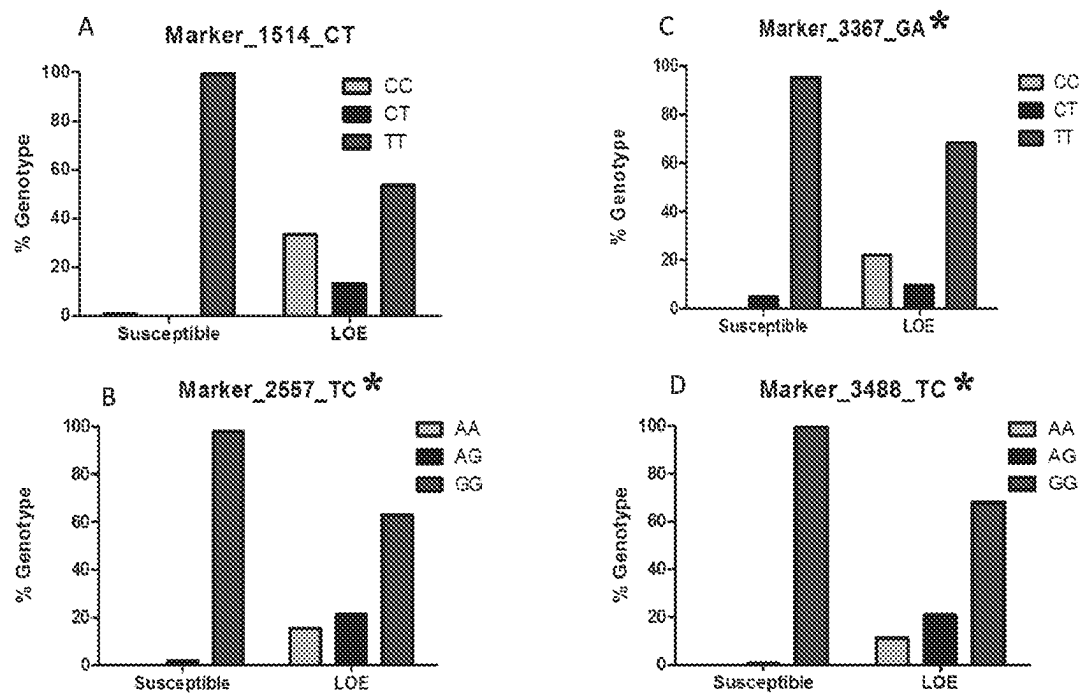 A
Marker_1514_CT
% Genotype
100
80
60
40
20
0
CC
CT
TT
Susceptible
LOE
B
Marker_2557_TC*
% Genotype
100
80
60
40
20
0
AA
AG
GG
Susceptible
LOE
C
Marker_3367_GA*
% Genotype
100
80
60
40
20
0
CC
CT
TT
Susceptible
LOE
D
Marker_3488_TC*
% Genotype
100
80
60
40
20
0
AA
AG
GG
Susceptible
LOE